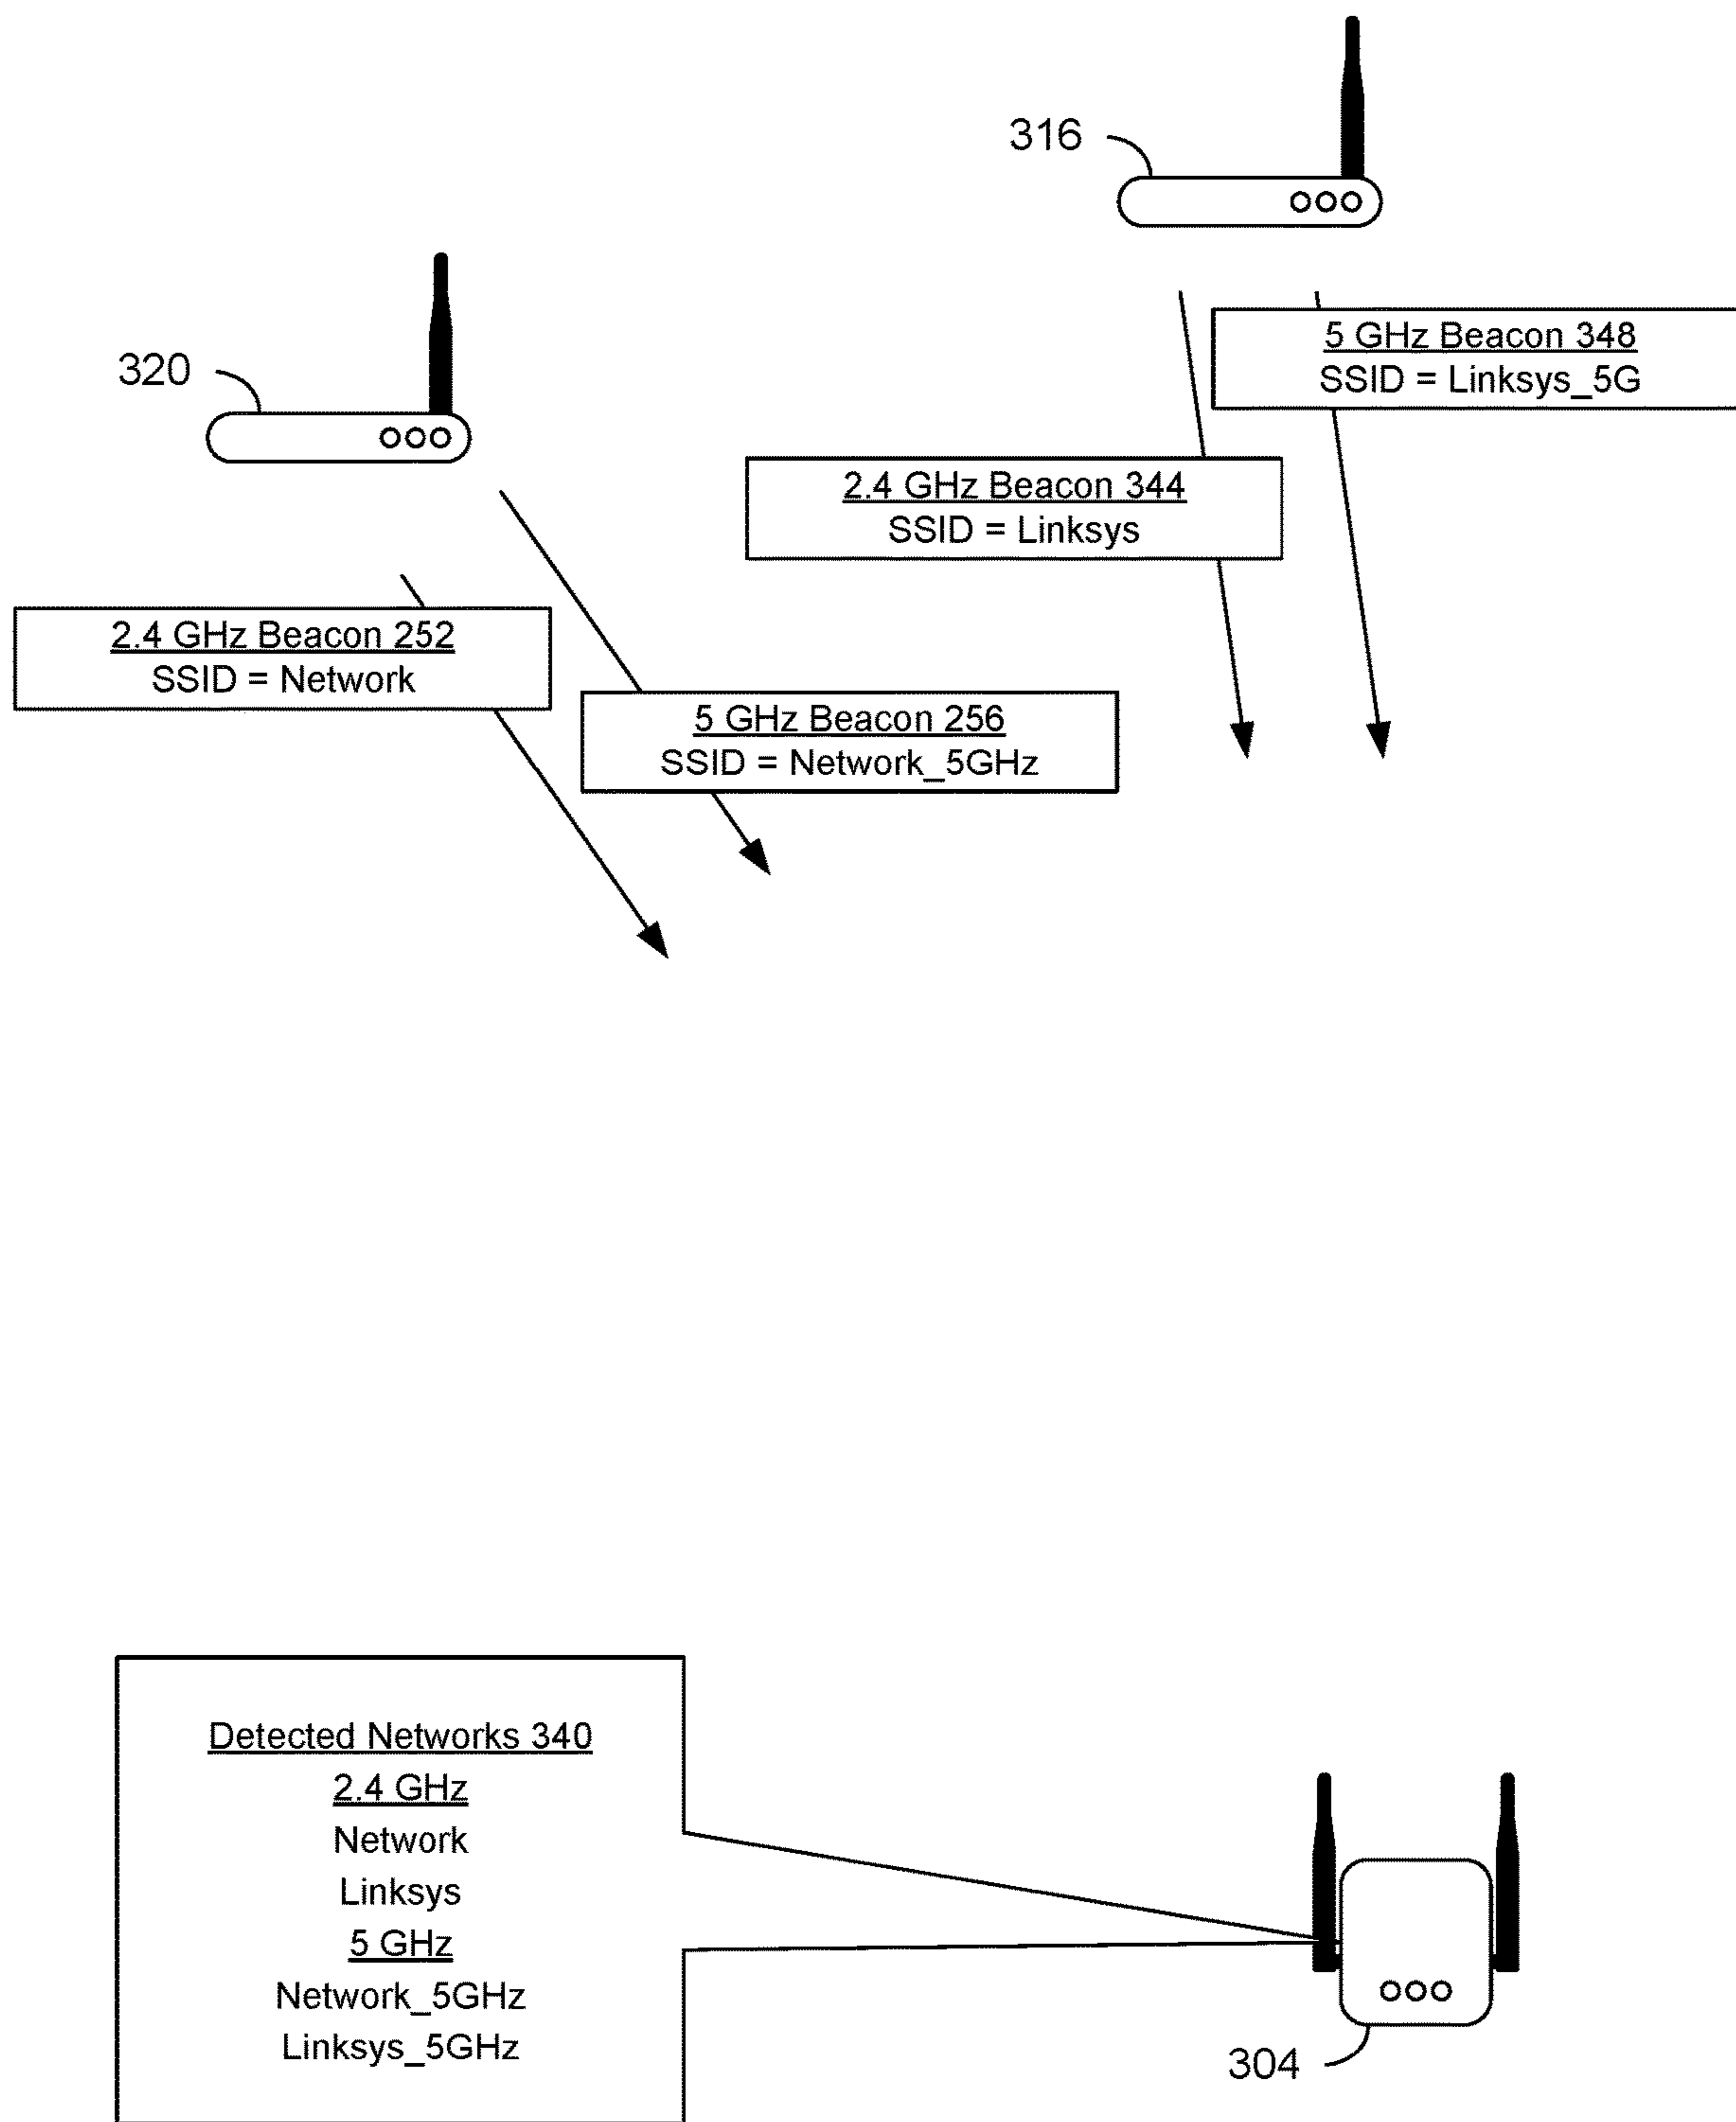 316
5 GHz Beacon 348
SSID = Linksys_5G
320
2.4 GHz Beacon 344
SSID = Linksys
2.4 GHz Beacon 252
SSID = Network
5 GHz Beacon 256
SSID = Network_5GHz
Detected Networks 340
2.4 GHz
Network
Linksys
5 GHz
Network_5GHz
Linksys_5GHz
304